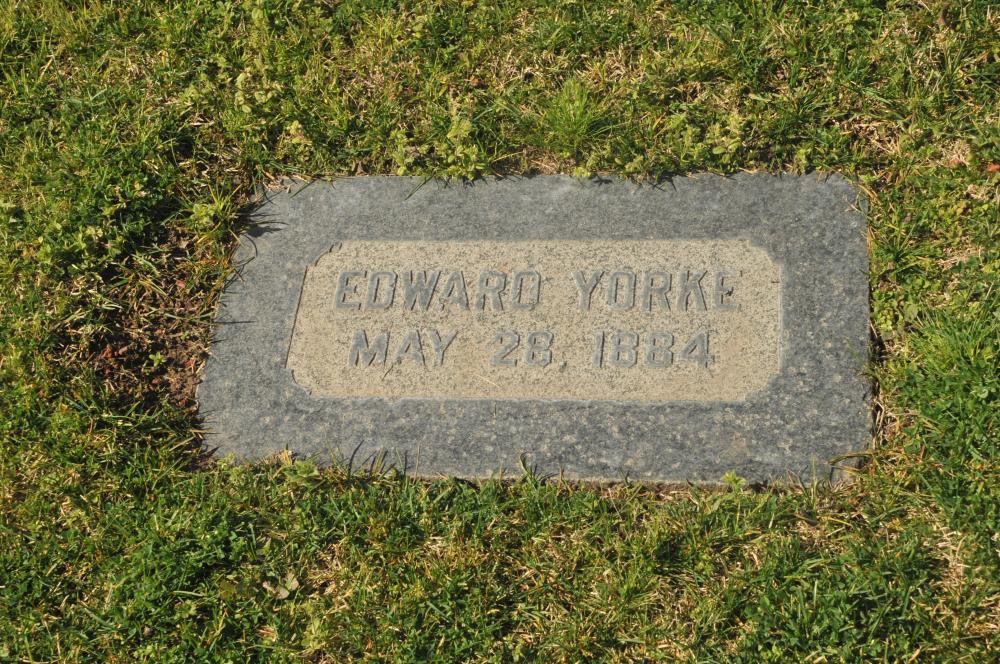 EDWARD YORKE
MAY 28, 1884